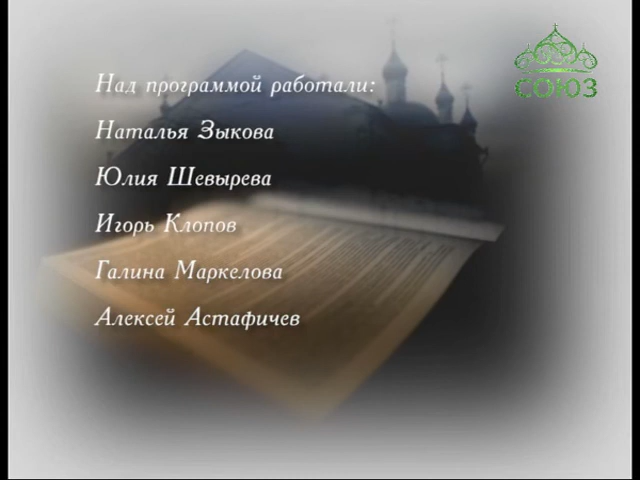 Над программой работали:
СОЮЗ
Наталья Зыкова
Юлия Шевырева
Игорь Клопов
Галина Маркелова
Алексей Астафичев